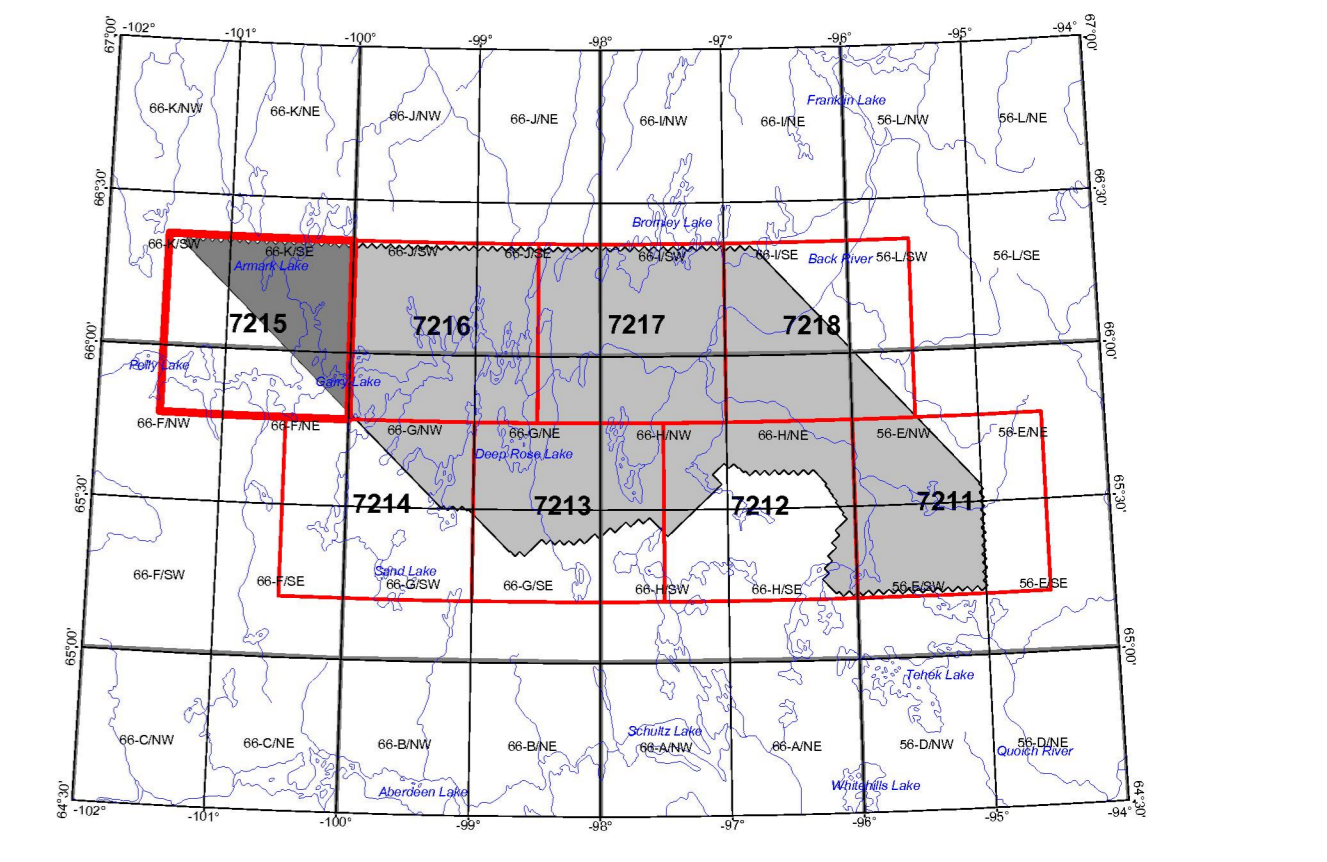 -102° -101° -100° -99° -98° -97° -96° -95° -94°
67°00' 67°00'
Franklin Lake
66-K/NW 66-K/NE 66-J/NW 66-J/NE 66-I/NW 66-I/NE 56-L/NW 56-L/NE
66°30' 66°30'
Bromley Lake
66-K/SW 66-K/SE 66-J/SW 66-J/SE 66-I/SW 66-I/SE 56-L/SW 56-L/SE
Armark Lake Back River
7215 7216 7217 7218
66°00' 66°00'
Pelly Lake Garry Lake
66-F/NW 66-F/NE 66-G/NW 66-G/NE 66-H/NW 66-H/NE 56-E/NW 56-E/NE
Deep Rose Lake
65°30' 65°30'
7214 7213 7212 7211
Sand Lake
66-F/SW 66-F/SE 66-G/SW 66-G/SE 66-H/SW 66-H/SE 56-E/SW 56-E/SE
65°00' 65°00'
Tehek Lake
Schultz Lake
66-C/NW 66-C/NE 66-B/NW 66-B/NE 66-A/NW 66-A/NE 56-D/NW 56-D/NE
Quoich River
Aberdeen Lake Whitehills Lake
64°30' 64°30'
-102° -101° -100° -99° -98° -97° -96° -95° -94°